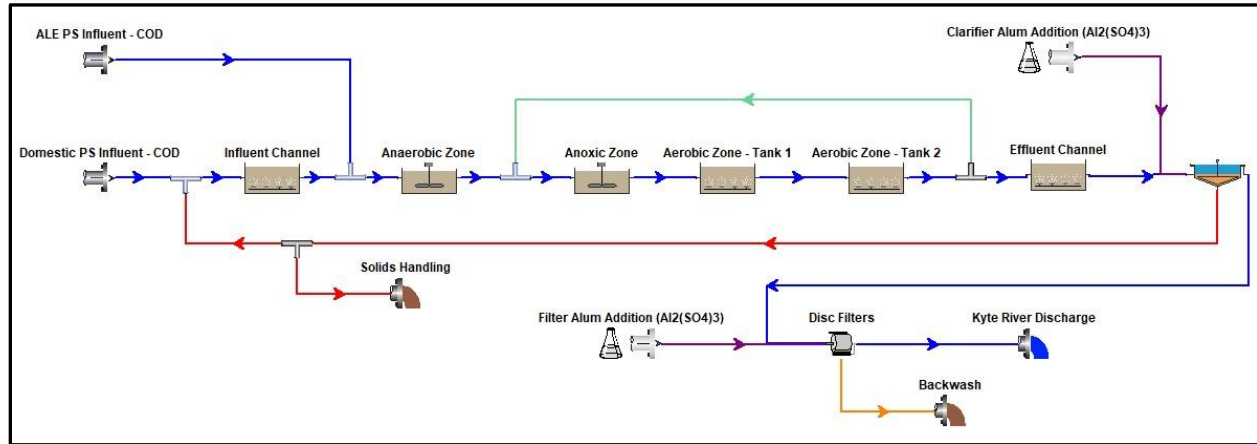 ALE PS Influent - COD
Clarifier Alum Addition (Al2(SO4)3)
Domestic PS Influent - COD
Influent Channel
Anaerobic Zone
Anoxic Zone
Aerobic Zone - Tank 1
Aerobic Zone - Tank 2
Effluent Channel
Solids Handling
Filter Alum Addition (Al2(SO4)3)
Disc Filters
Kyte River Discharge
Backwash